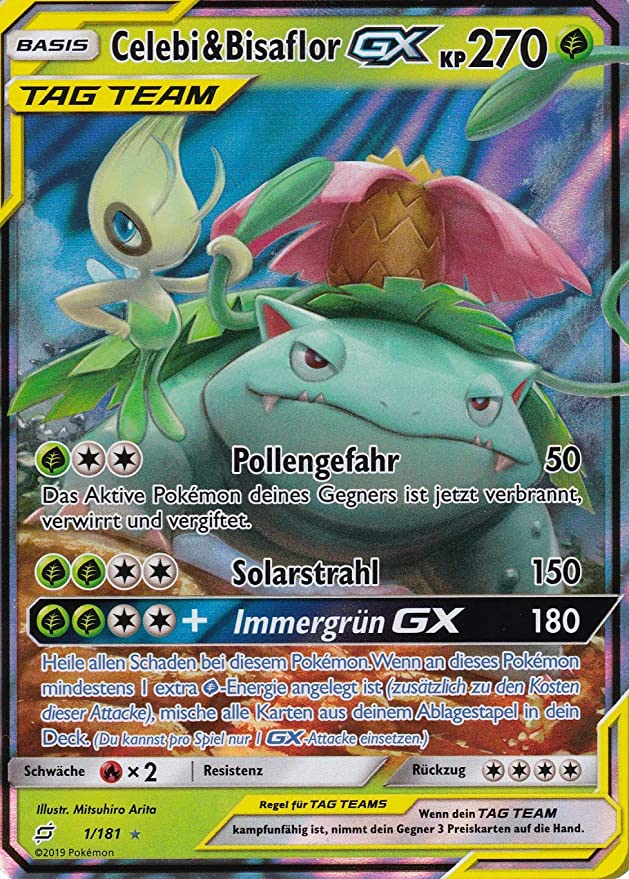 BASIS Celebi&Bisaflor GX KP270
TAG TEAM
Pollengefahr 50
Das Aktive Pokémon deines Gegners ist jetzt verbrannt,
verwirrt und vergiftet.
Solarstrahl 150
+ Immergrün GX 180
Heile allen Schaden bei diesem Pokémon. Wenn an dieses Pokémon
mindestens 1 extra -Energie angelegt ist (zusätzlich zu den Kosten
dieser Attacke), mische alle Karten aus deinem Ablagestapel in dein
Deck. (Du kannst pro Spiel nur 1 GX-Attacke einsetzen.)
Schwäche ×2 Resistenz Rückzug
Illustr. Mitsuhiro Arita
1/181
©2019 Pokémon
Regel für TAG TEAMS
Wenn dein TAG TEAM
kampfunfähig ist, nimmt dein Gegner 3 Preiskarten auf die Hand.